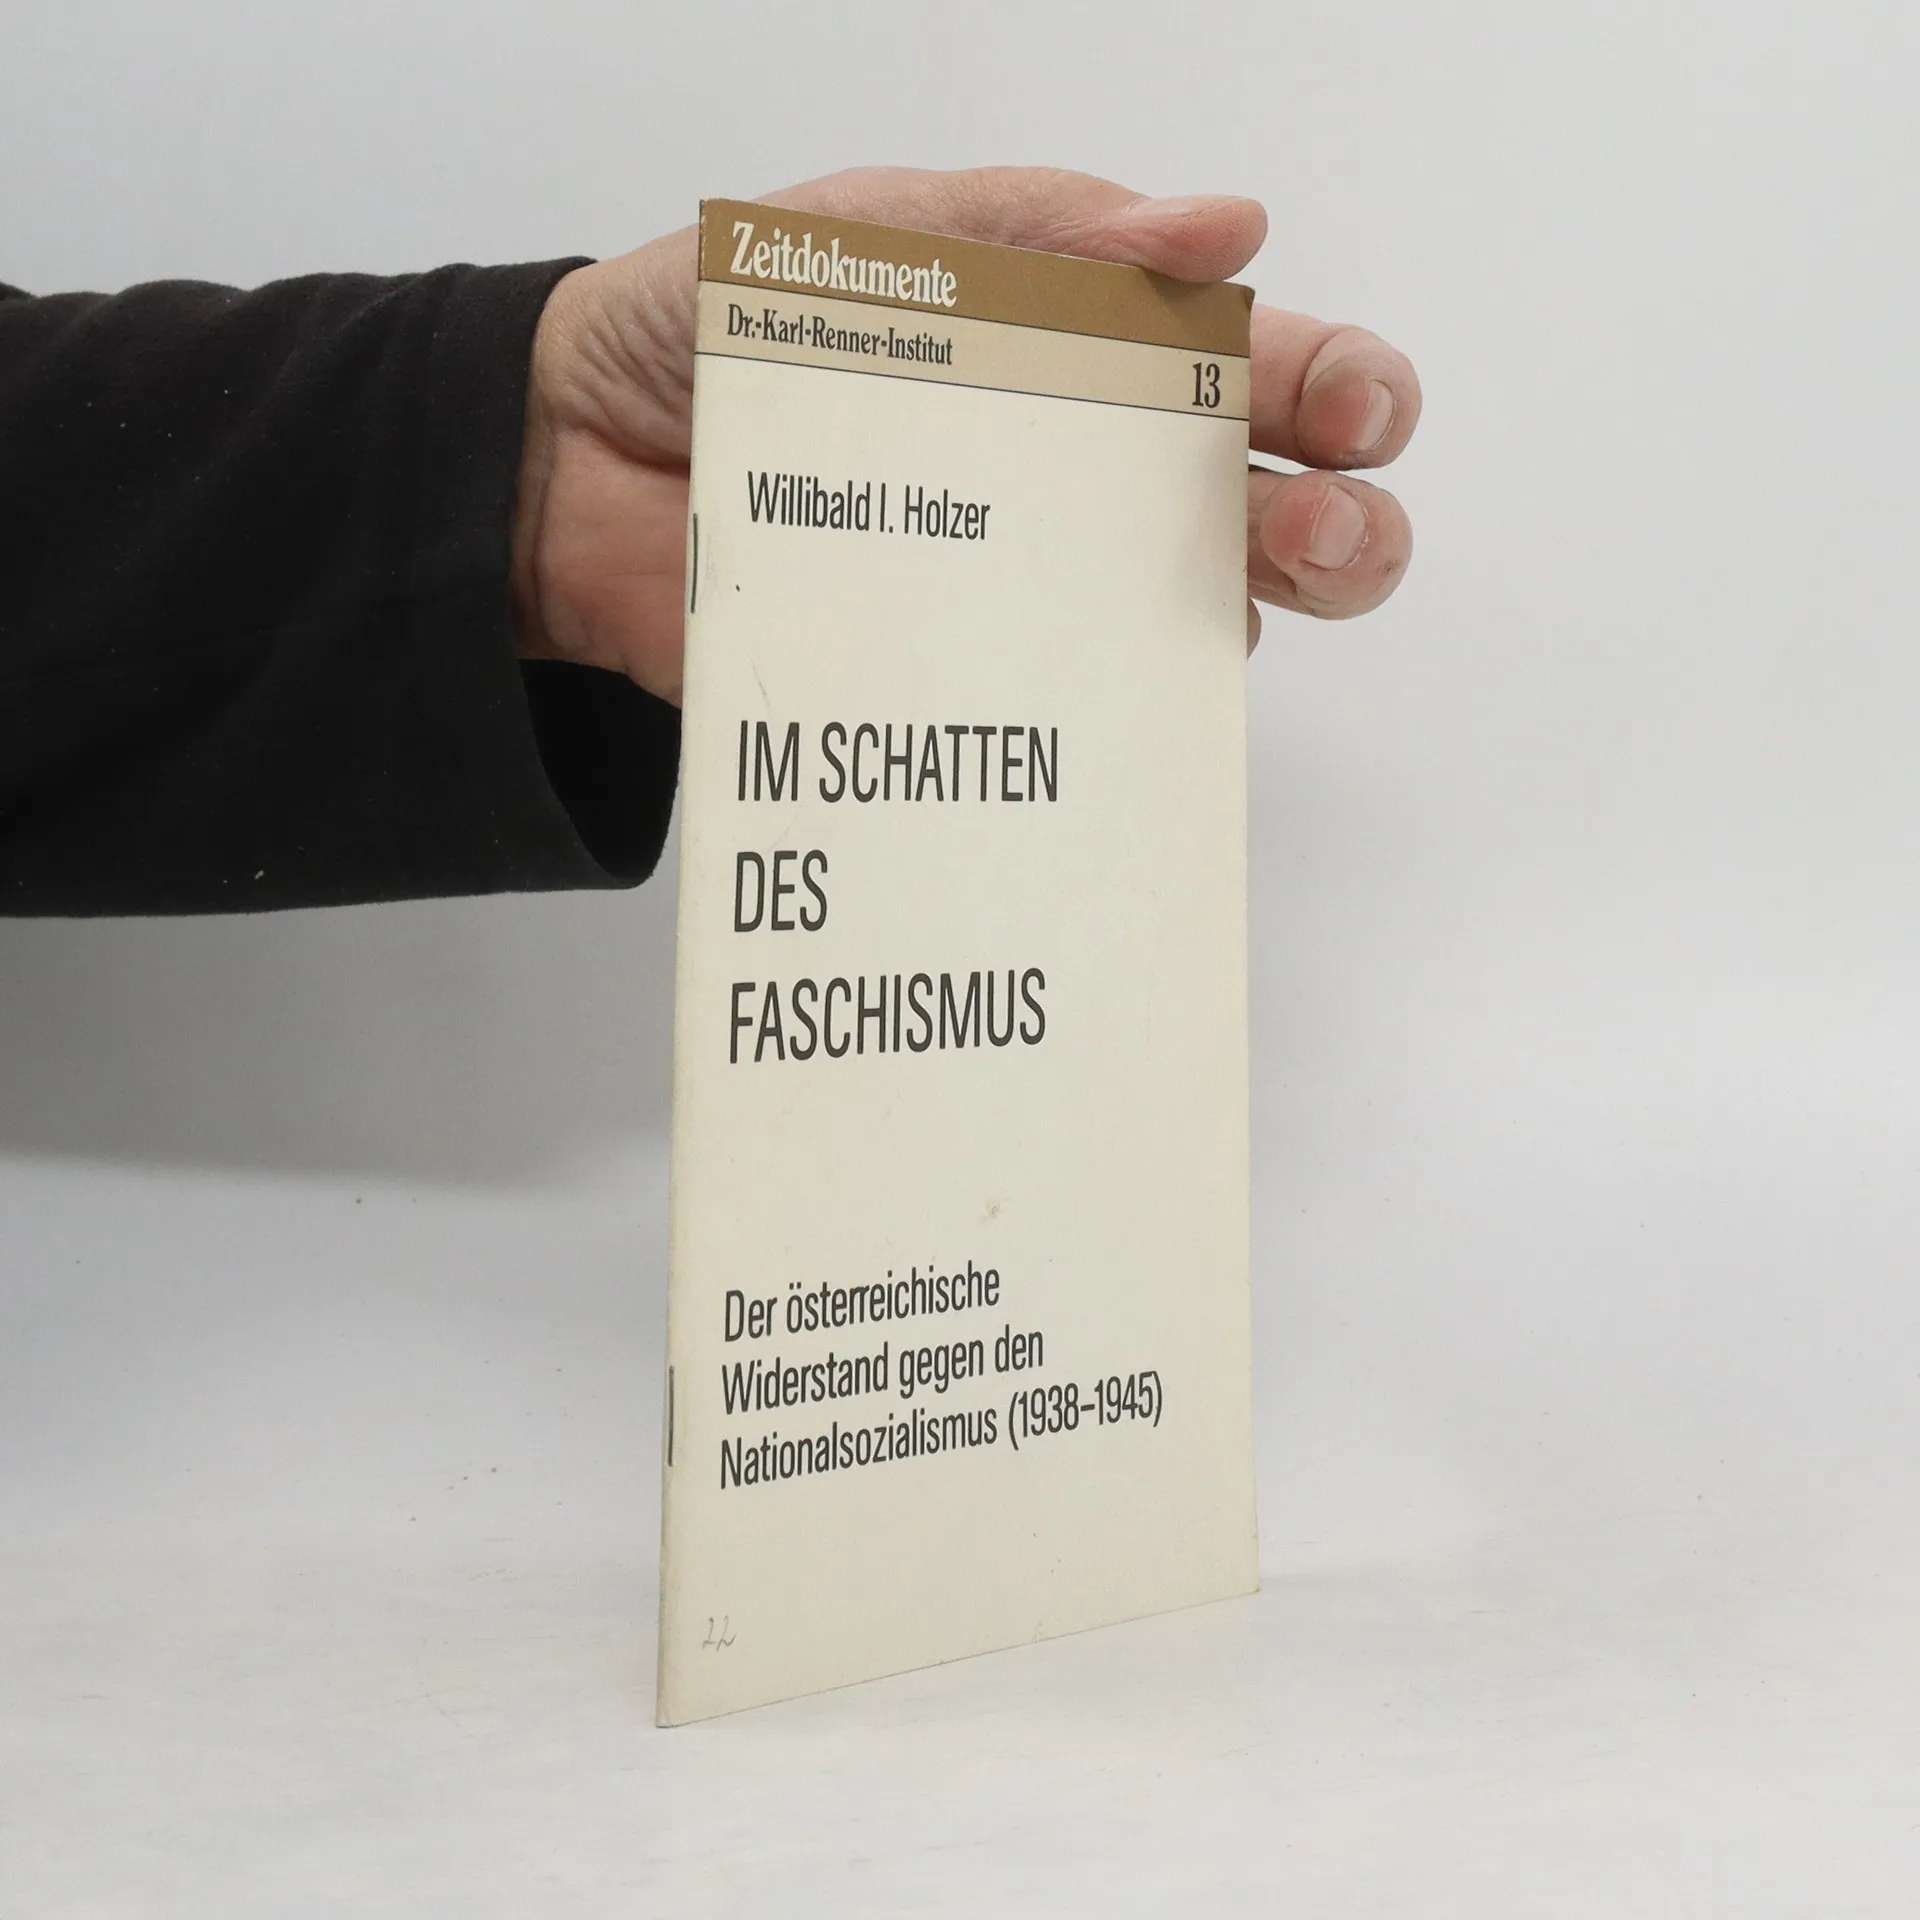 Zeitdokumente
Dr.-Karl-Renner-Institut
13
Willibald I. Holzer
IM SCHATTEN
DES
FASCHISMUS
Der österreichische
Widerstand gegen den
Nationalsozialismus (1938–1945)
22